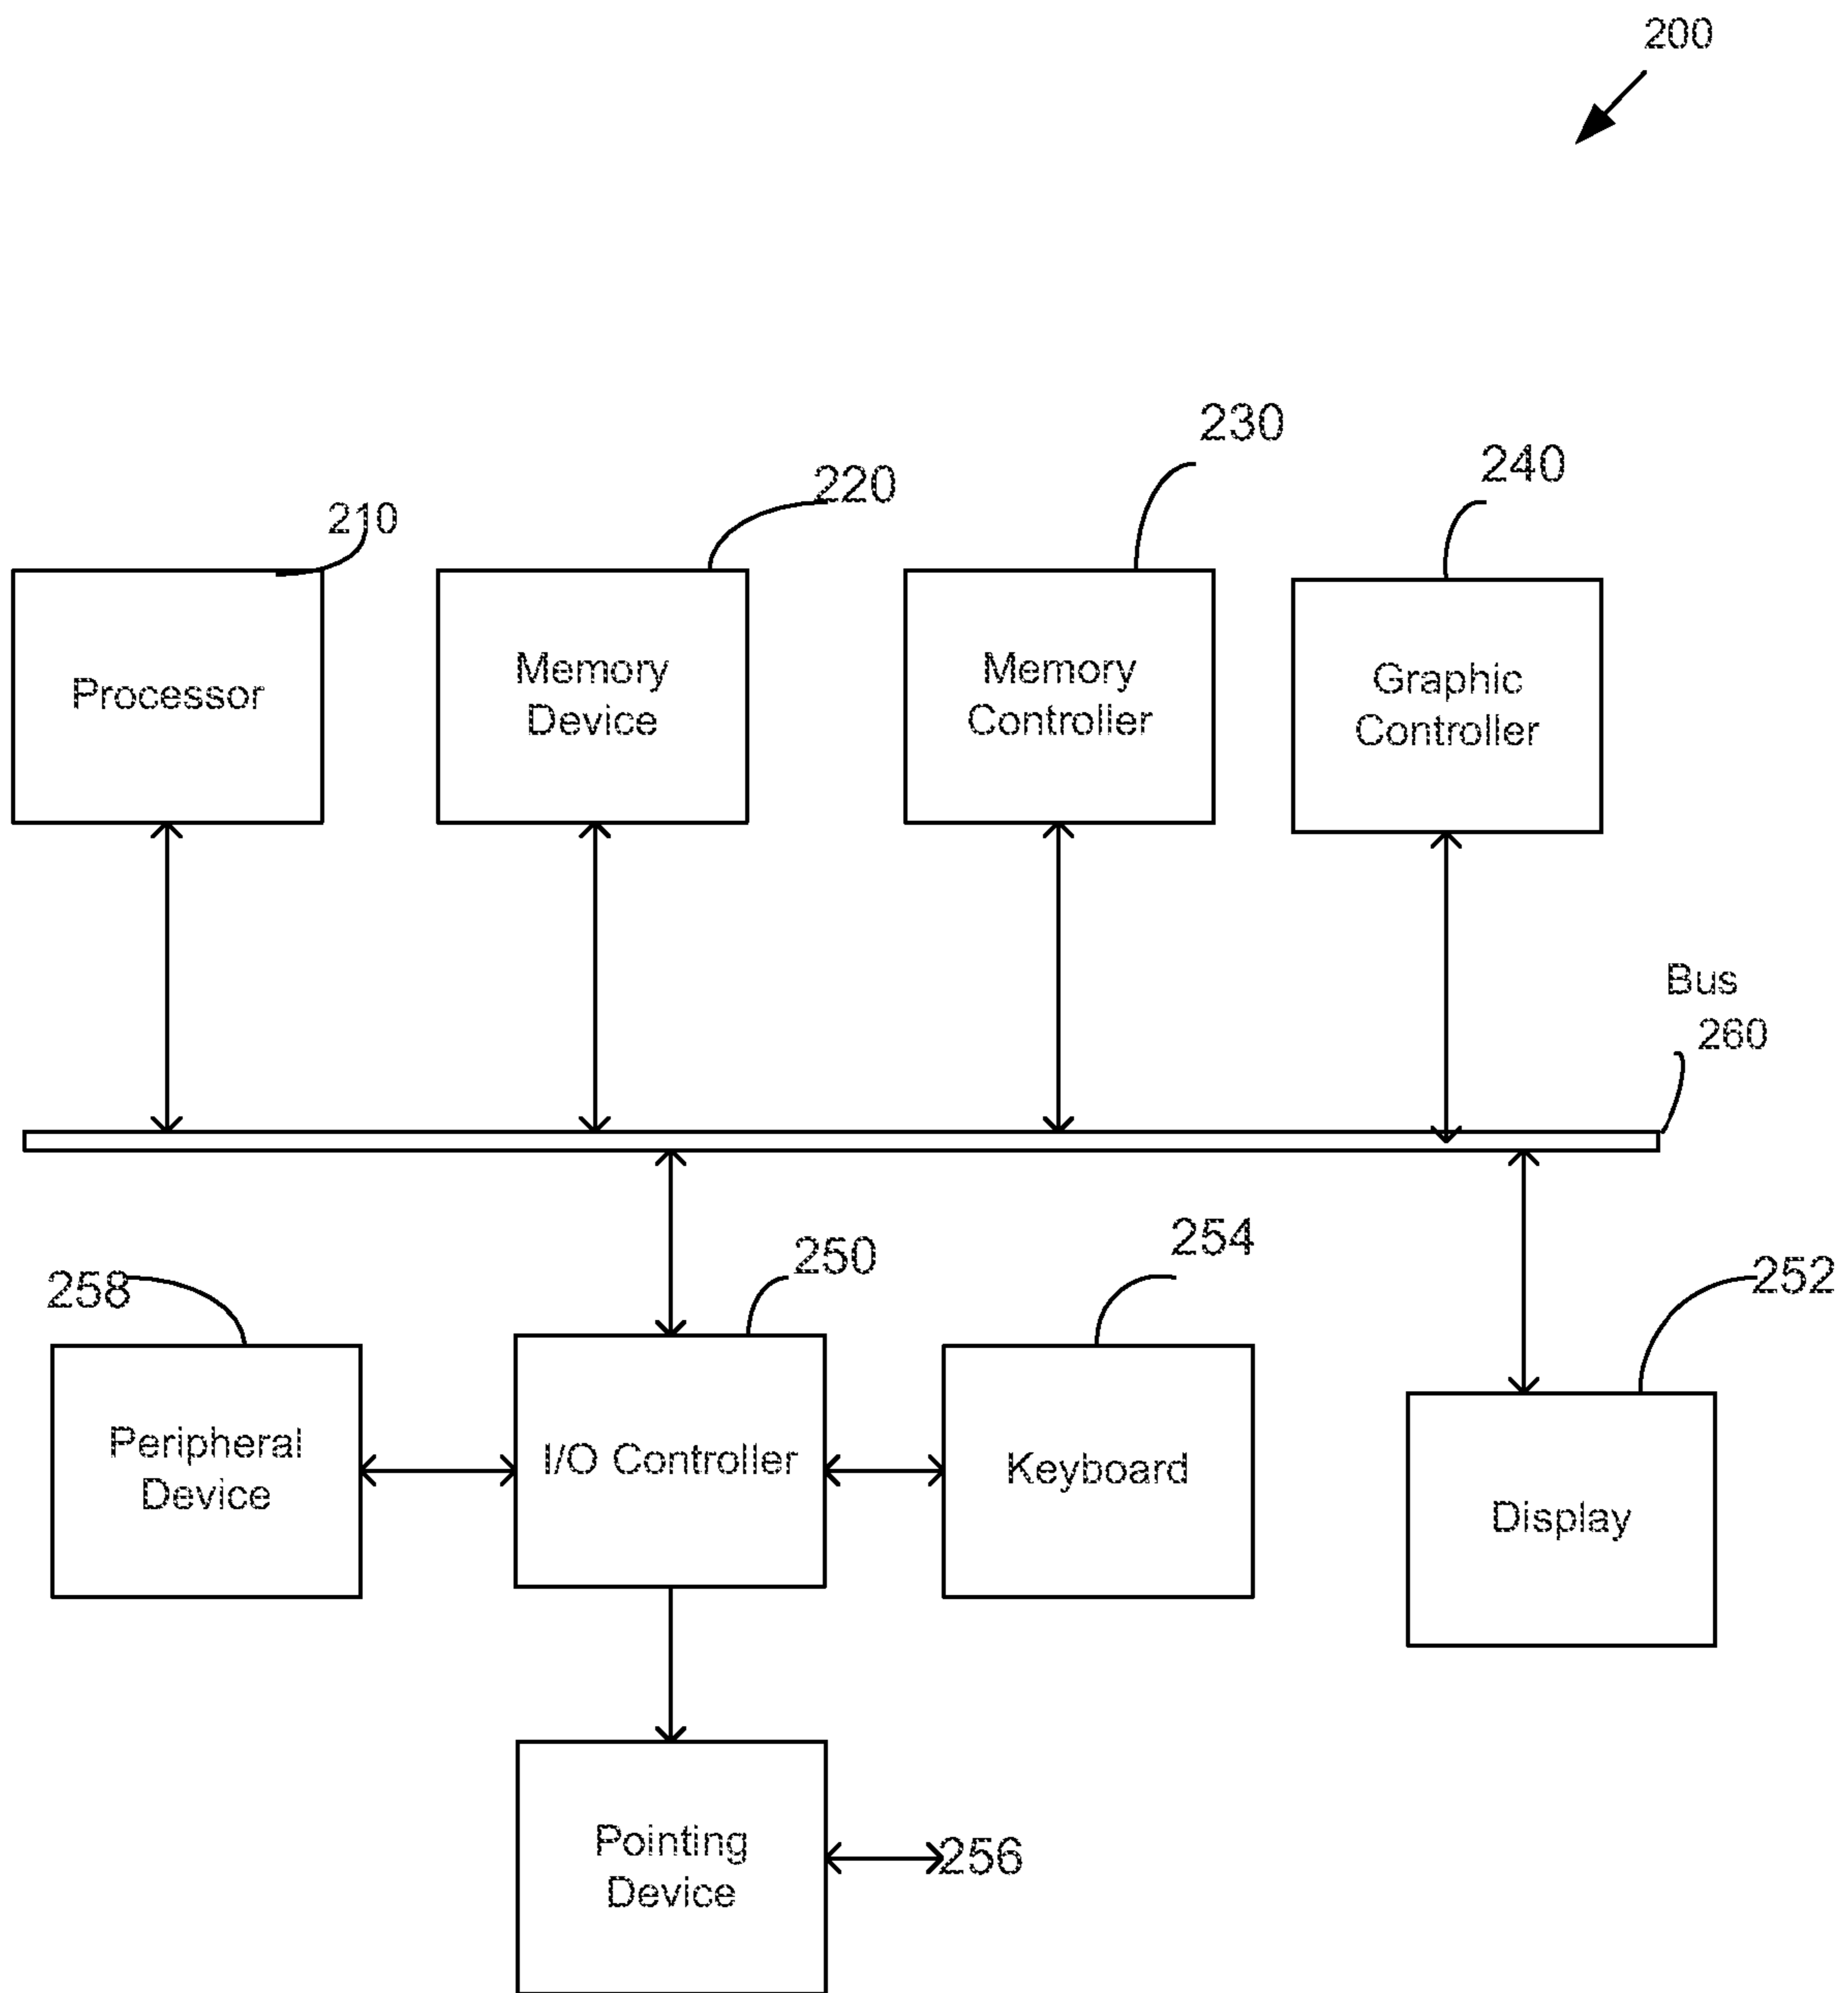 200
230
240
220
210
Processor
Memory
Device
Memory
Controller
Graphic
Controller
Bus
260
258
250
254
252
Peripheral
Device
I/O Controller
Keyboard
Display
Pointing
Device
256